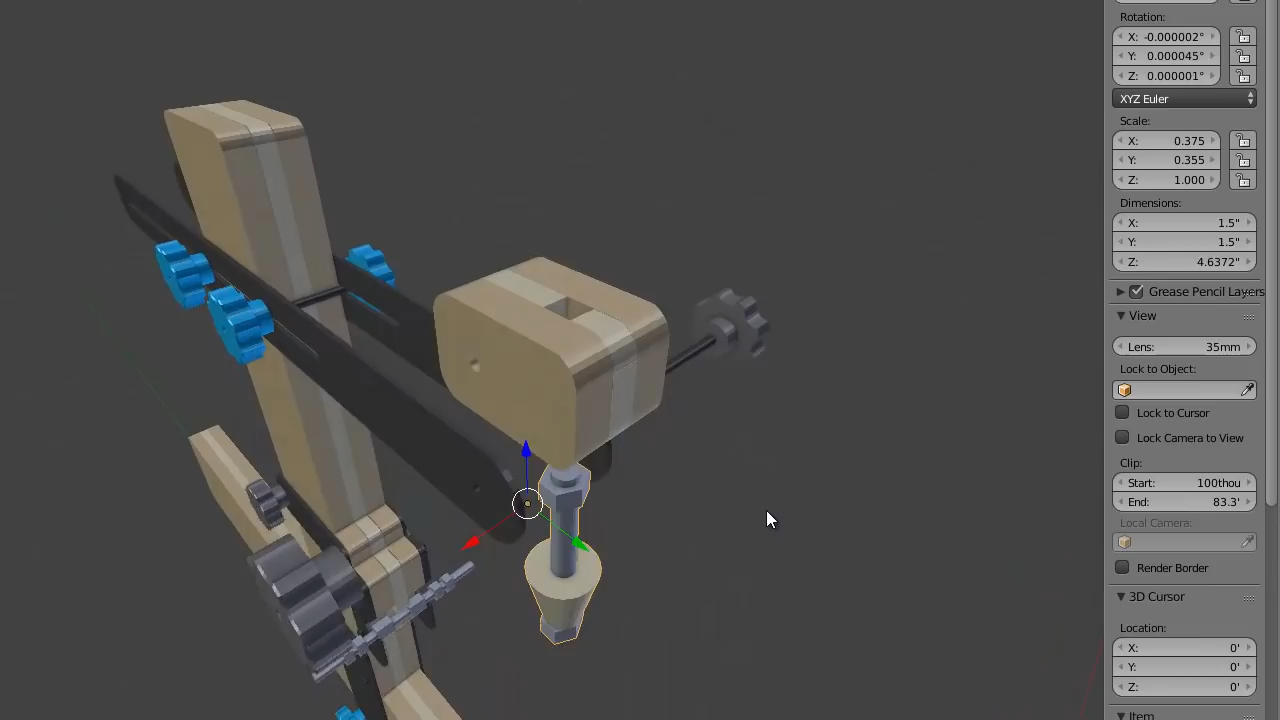 Rotation:
X: -0.000002°
Y: 0.000045°
Z: 0.000001°
XYZ Euler
Scale:
X: 0.375
Y: 0.355
Z: 1.000
Dimensions:
X: 1.5"
Y: 1.5"
Z: 4.6372"
Grease Pencil Layers
View
Lens: 35mm
Lock to Object:
Lock to Cursor
Lock Camera to View
Clip:
Start: 100thou
End: 83.3'
Local Camera:
Render Border
3D Cursor
Location:
X: 0'
Y: 0'
Z: 0'
Item